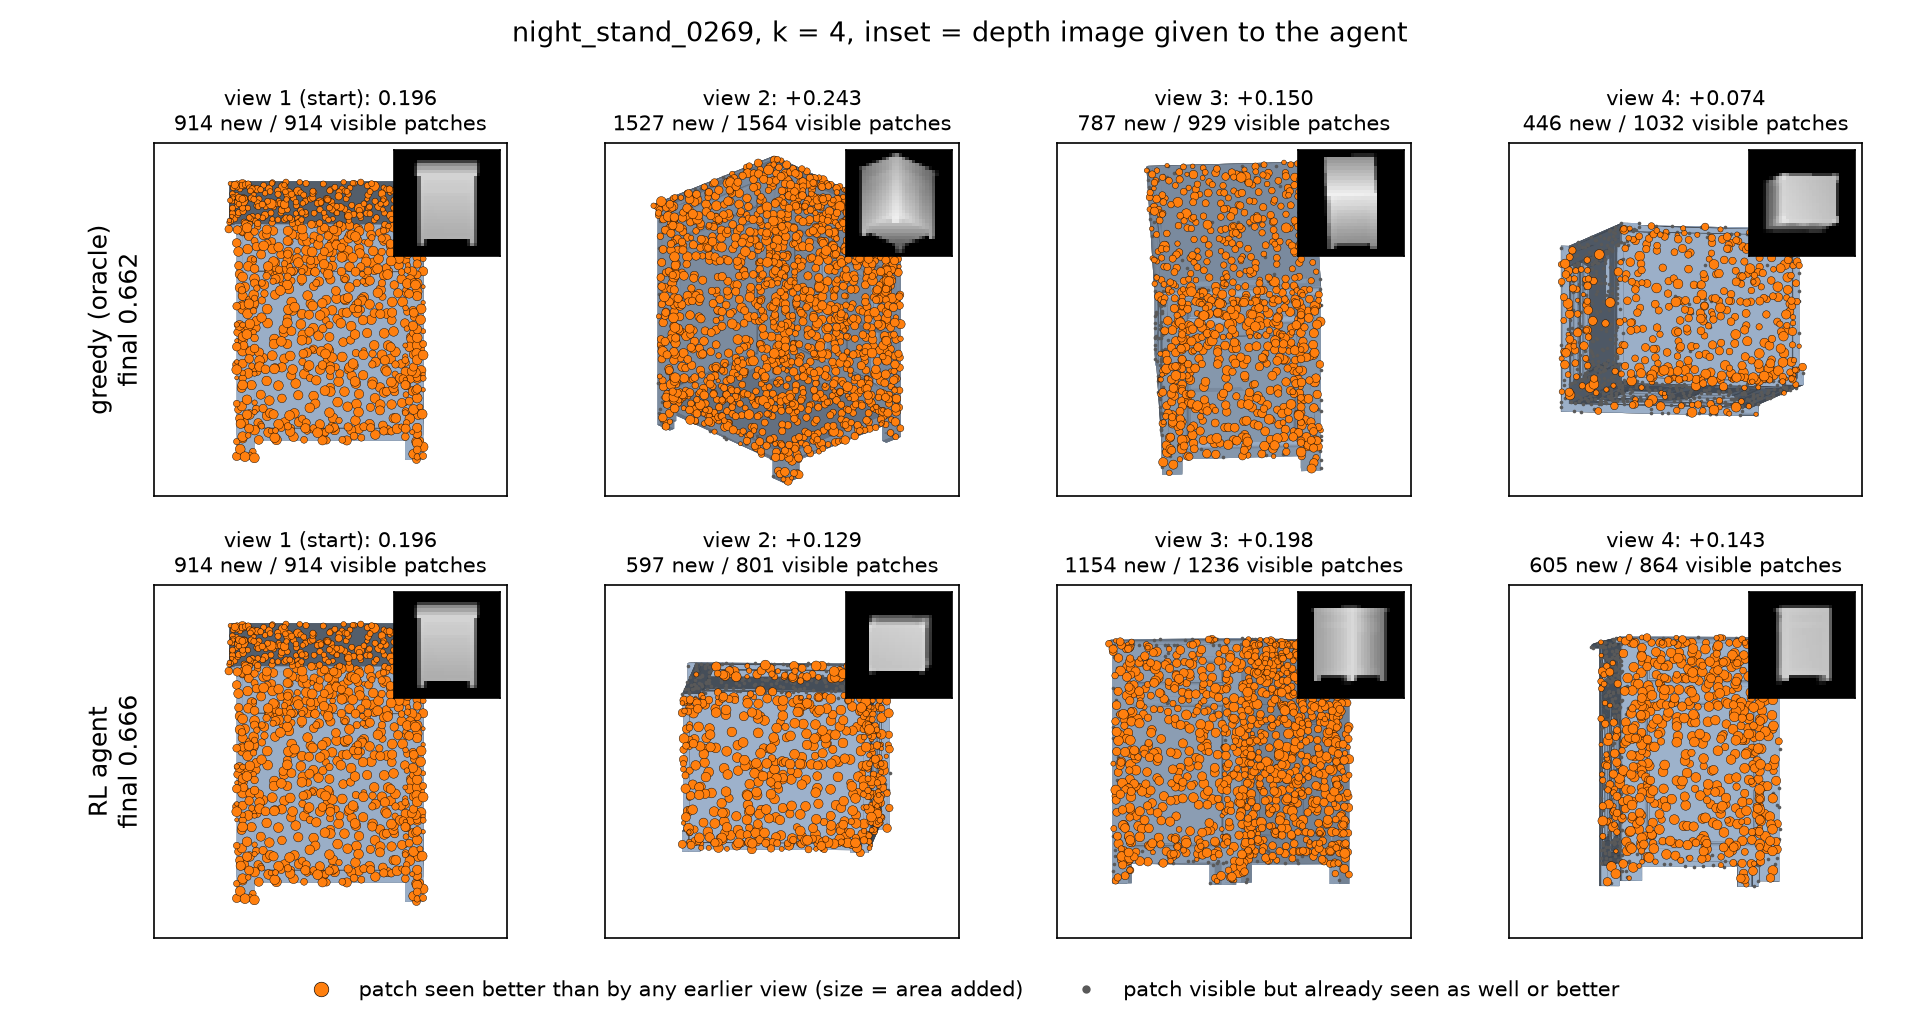 night_stand_0269, k = 4, inset = depth image given to the agent
view 1 (start): 0.196
914 new / 914 visible patches
view 2: +0.243
1527 new / 1564 visible patches
view 3: +0.150
787 new / 929 visible patches
view 4: +0.074
446 new / 1032 visible patches
greedy (oracle)
final 0.662
view 1 (start): 0.196
914 new / 914 visible patches
view 2: +0.129
597 new / 801 visible patches
view 3: +0.198
1154 new / 1236 visible patches
view 4: +0.143
605 new / 864 visible patches
RL agent
final 0.666
patch seen better than by any earlier view (size = area added)
patch visible but already seen as well or better